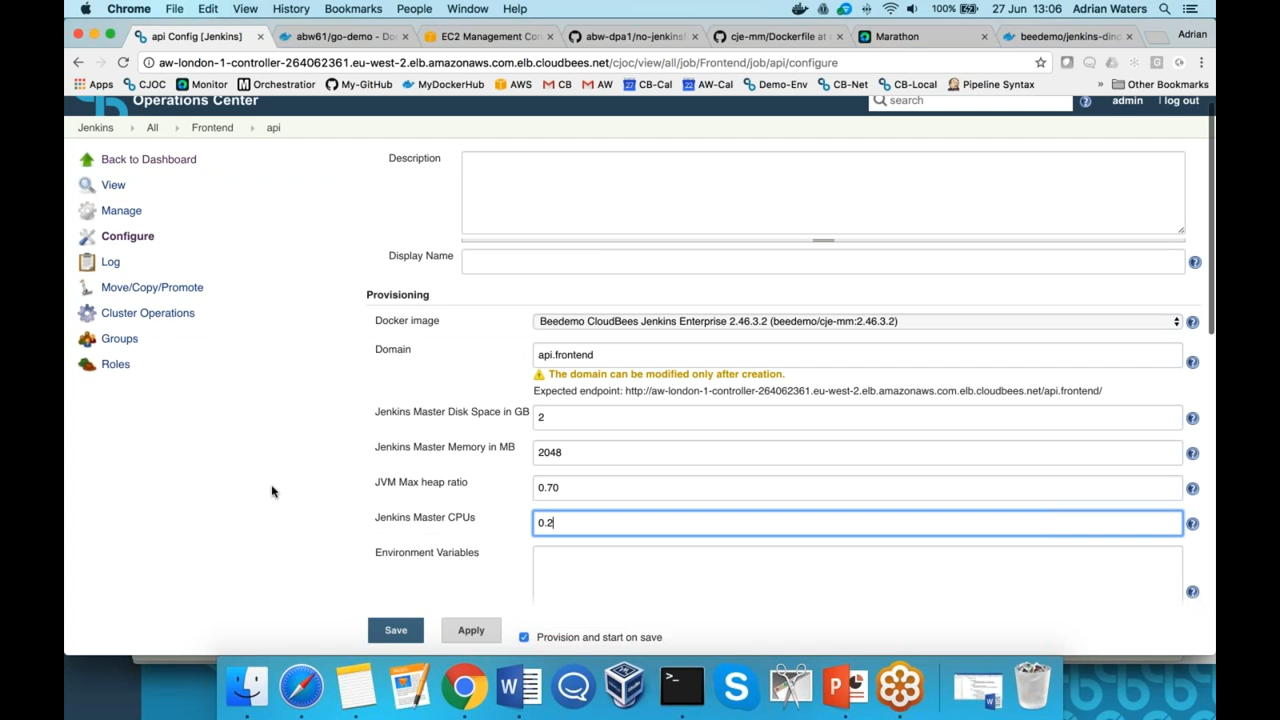 Chrome File Edit View History Bookmarks People Window Help 100% 27 Jun 13:06 Adrian Waters
api Config [Jenkins] abw61/go-demo - Do EC2 Management Con abw-dpa1/no-jenkins cje-mm/Dockerfile at Marathon beedemo/jenkins-dind Adrian
aw-london-1-controller-264062361.eu-west-2.elb.amazonaws.com.elb.cloudbees.net/cjoc/view/all/job/Frontend/job/api/configure
Apps CJOC Monitor Orchestratior My-GitHub MyDockerHub AWS CB AW CB-Cal AW-Cal Demo-Env CB-Net CB-Local Pipeline Syntax » Other Bookmarks
Operations Center search admin log out
Jenkins All Frontend api
Back to Dashboard
View
Manage
Configure
Log
Move/Copy/Promote
Cluster Operations
Groups
Roles
Description
Display Name
Provisioning
Docker image Beedemo CloudBees Jenkins Enterprise 2.46.3.2 (beedemo/cje-mm:2.46.3.2)
Domain api.frontend
The domain can be modified only after creation.
Expected endpoint: http://aw-london-1-controller-264062361.eu-west-2.elb.amazonaws.com.elb.cloudbees.net/api.frontend/
Jenkins Master Disk Space in GB 2
Jenkins Master Memory in MB 2048
JVM Max heap ratio 0.70
Jenkins Master CPUs 0.2
Environment Variables
Save Apply Provision and start on save